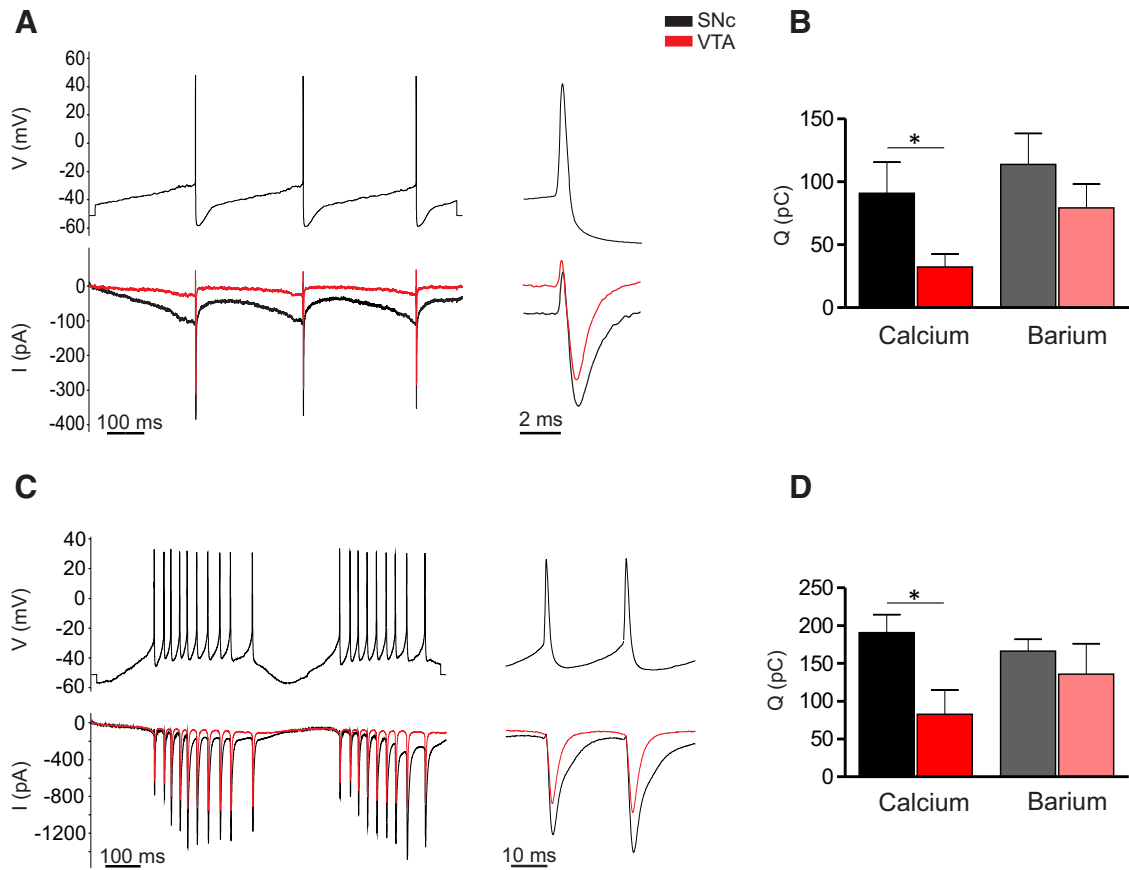 A
SNc
VTA
B
60
40
20
0
-20
-40
-60
V (mV)
0
-100
-200
-300
-400
I (pA)
100 ms
2 ms
150
100
50
0
Q (pC)
*
Calcium
Barium
C
D
40
20
0
-20
-40
-60
V (mV)
0
-400
-800
-1200
I (pA)
100 ms
10 ms
250
200
150
100
50
0
Q (pC)
*
Calcium
Barium